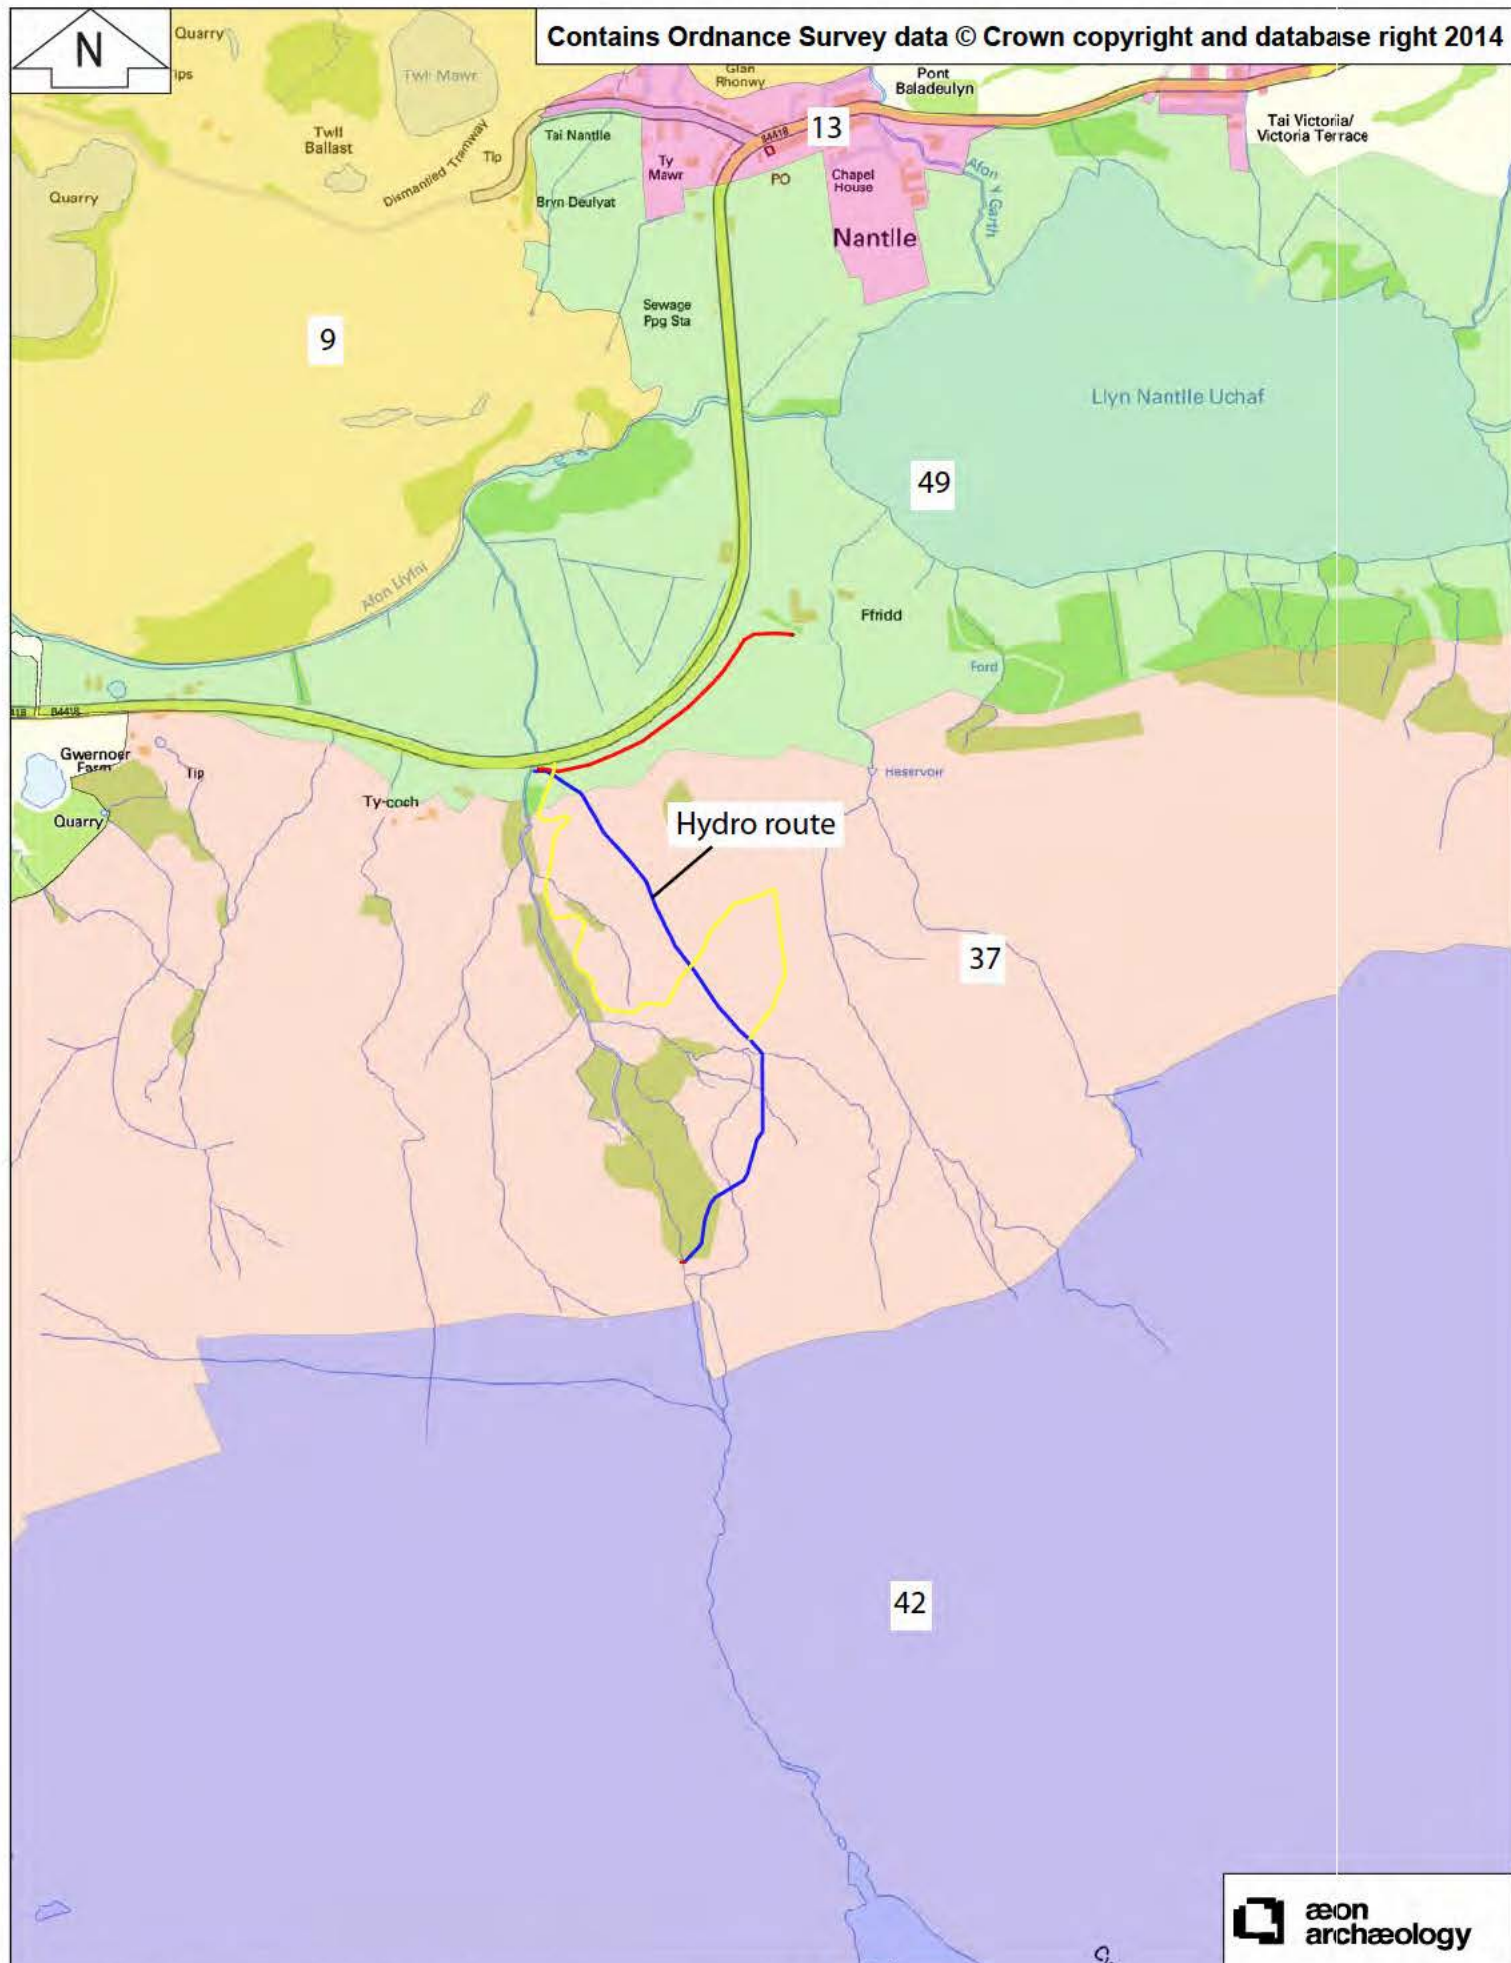 N
Contains Ordnance Survey data © Crown copyright and database right 2014
Quarry
Tips
Twll Mawr
Glan
Rhonwy
Pont
Baladeulyn
Twll
Ballast
Dismantled Tramway
Tip
Tai Nantlle
Ty
Mawr
B4418
13
PO
Chapel
House
Tai Victoria/
Victoria Terrace
Quarry
Bryn Deulyat
Nantlle
Afon Y Garth
Sewage
Ppg Sta
9
Llyn Nantlle Uchaf
49
Afon Llyfni
Ffridd
Ford
B4418
Gwernoer
Farm
Tip
Reservoir
Quarry
Ty-coch
Hydro route
37
42
æon
archæology